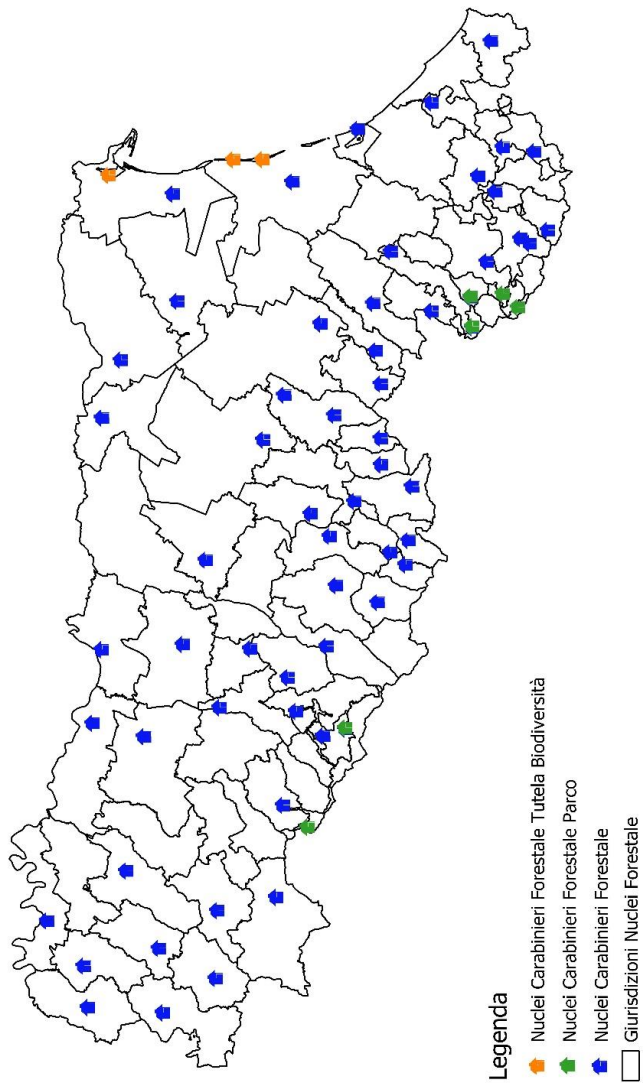 Legenda
Nuclei Carabinieri Forestale Tutela Biodiversità
Nuclei Carabinieri Forestale Parco
Nuclei Carabinieri Forestale
Giurisdizioni Nuclei Forestale